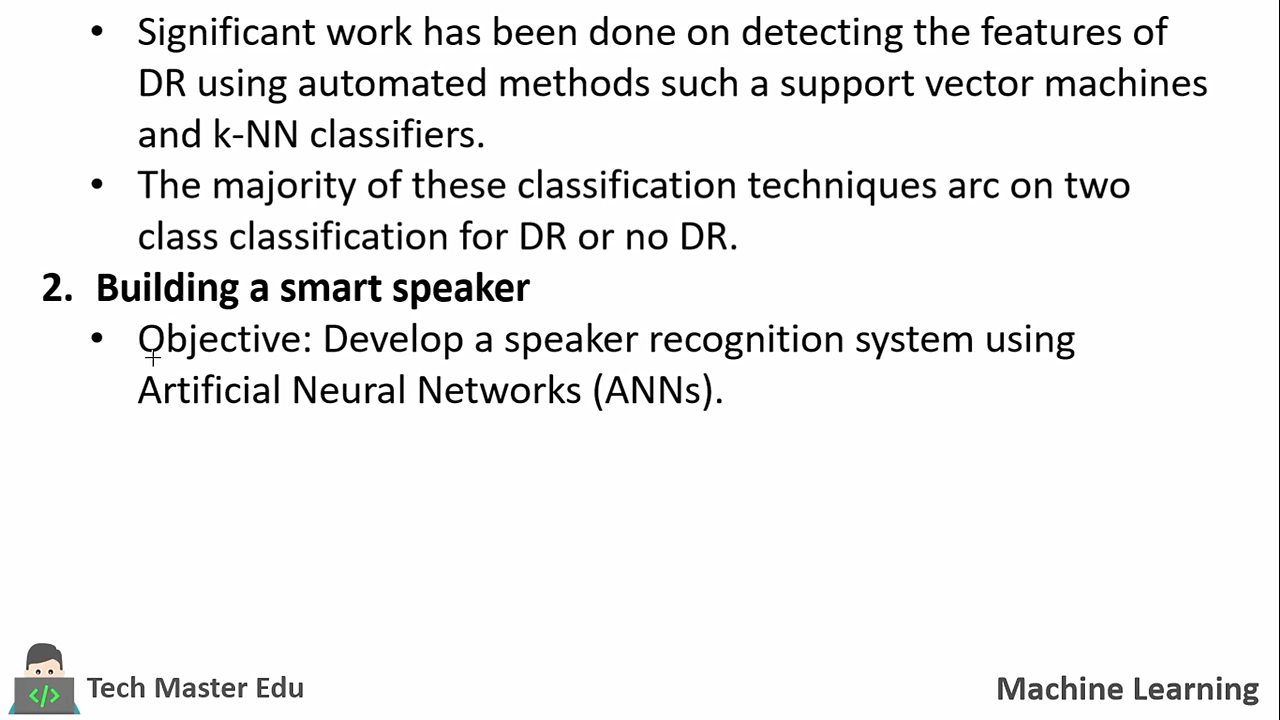 • Significant work has been done on detecting the features of
DR using automated methods such a support vector machines
and k-NN classifiers.
• The majority of these classification techniques arc on two
class classification for DR or no DR.
2. Building a smart speaker
• Objective: Develop a speaker recognition system using
Artificial Neural Networks (ANNs).
</>
Tech Master Edu
Machine Learning